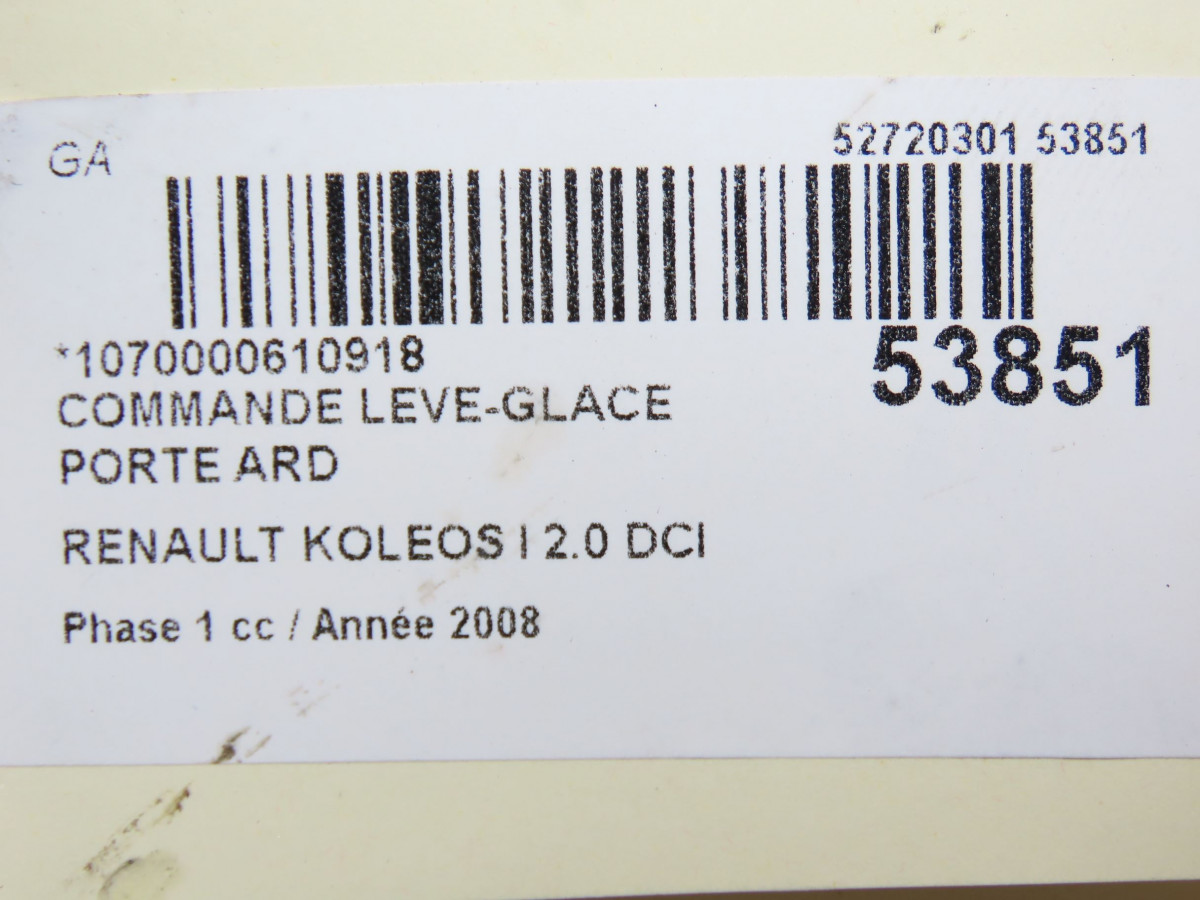 GA
52720301 53851
*1070000610918
53851
COMMANDE LEVE-GLACE
PORTE ARD
RENAULT KOLEOS I 2.0 DCI
Phase 1 cc / Année 2008